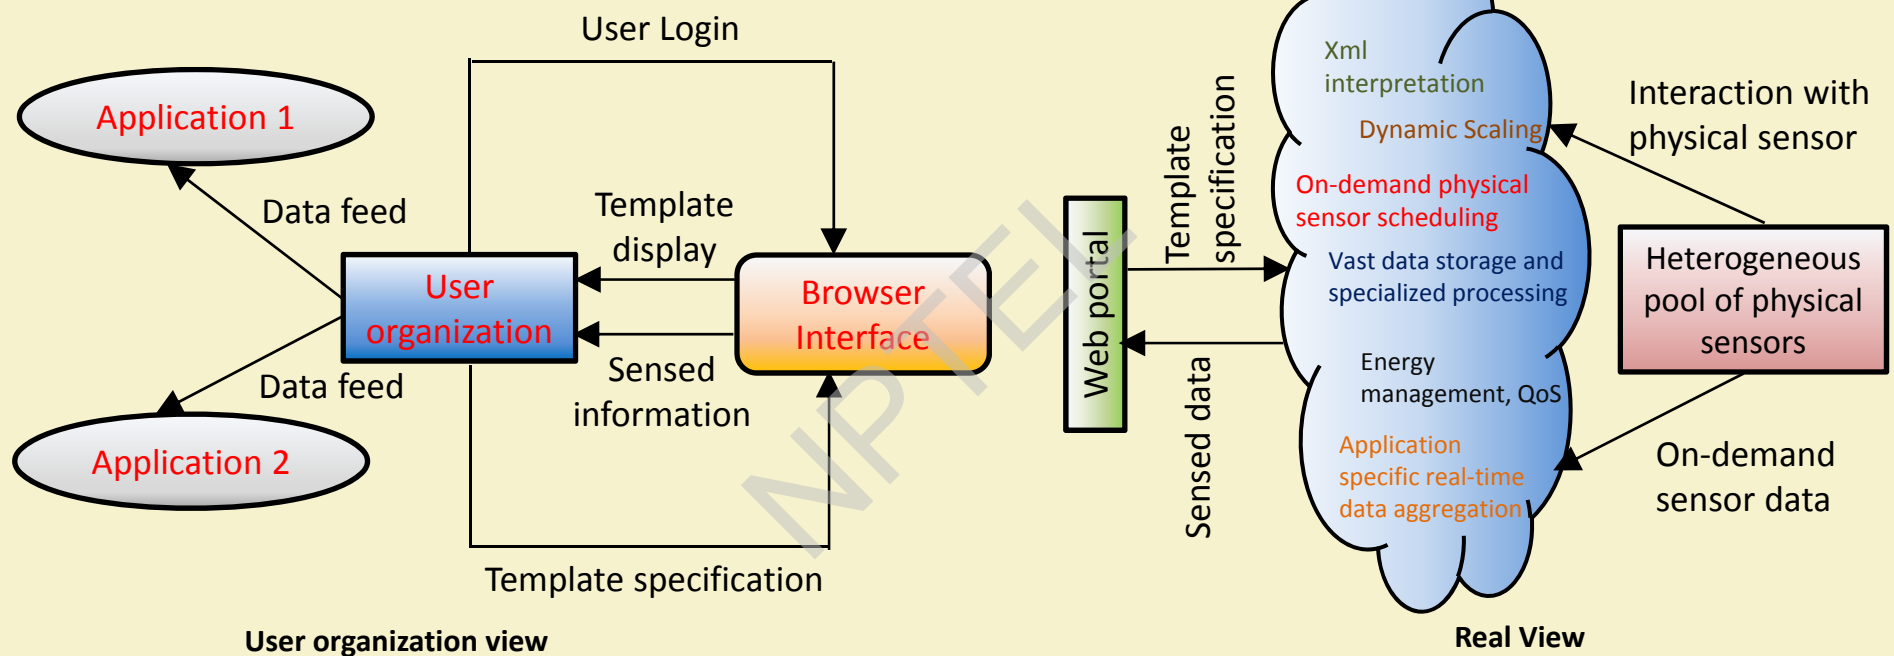 User Login
Application 1
Data feed
Template
display
User
organization
Browser
Interface
Sensed
information
Data feed
Application 2
Template specification
User organization view
Web portal
Template
specification
Sensed data
Xml
interpretation
Dynamic Scaling
On-demand physical
sensor scheduling
Vast data storage and
specialized processing
Energy
management, QoS
Application
specific real-time
data aggregation
Interaction with
physical sensor
Heterogeneous
pool of physical
sensors
On-demand
sensor data
Real View
NPTEL